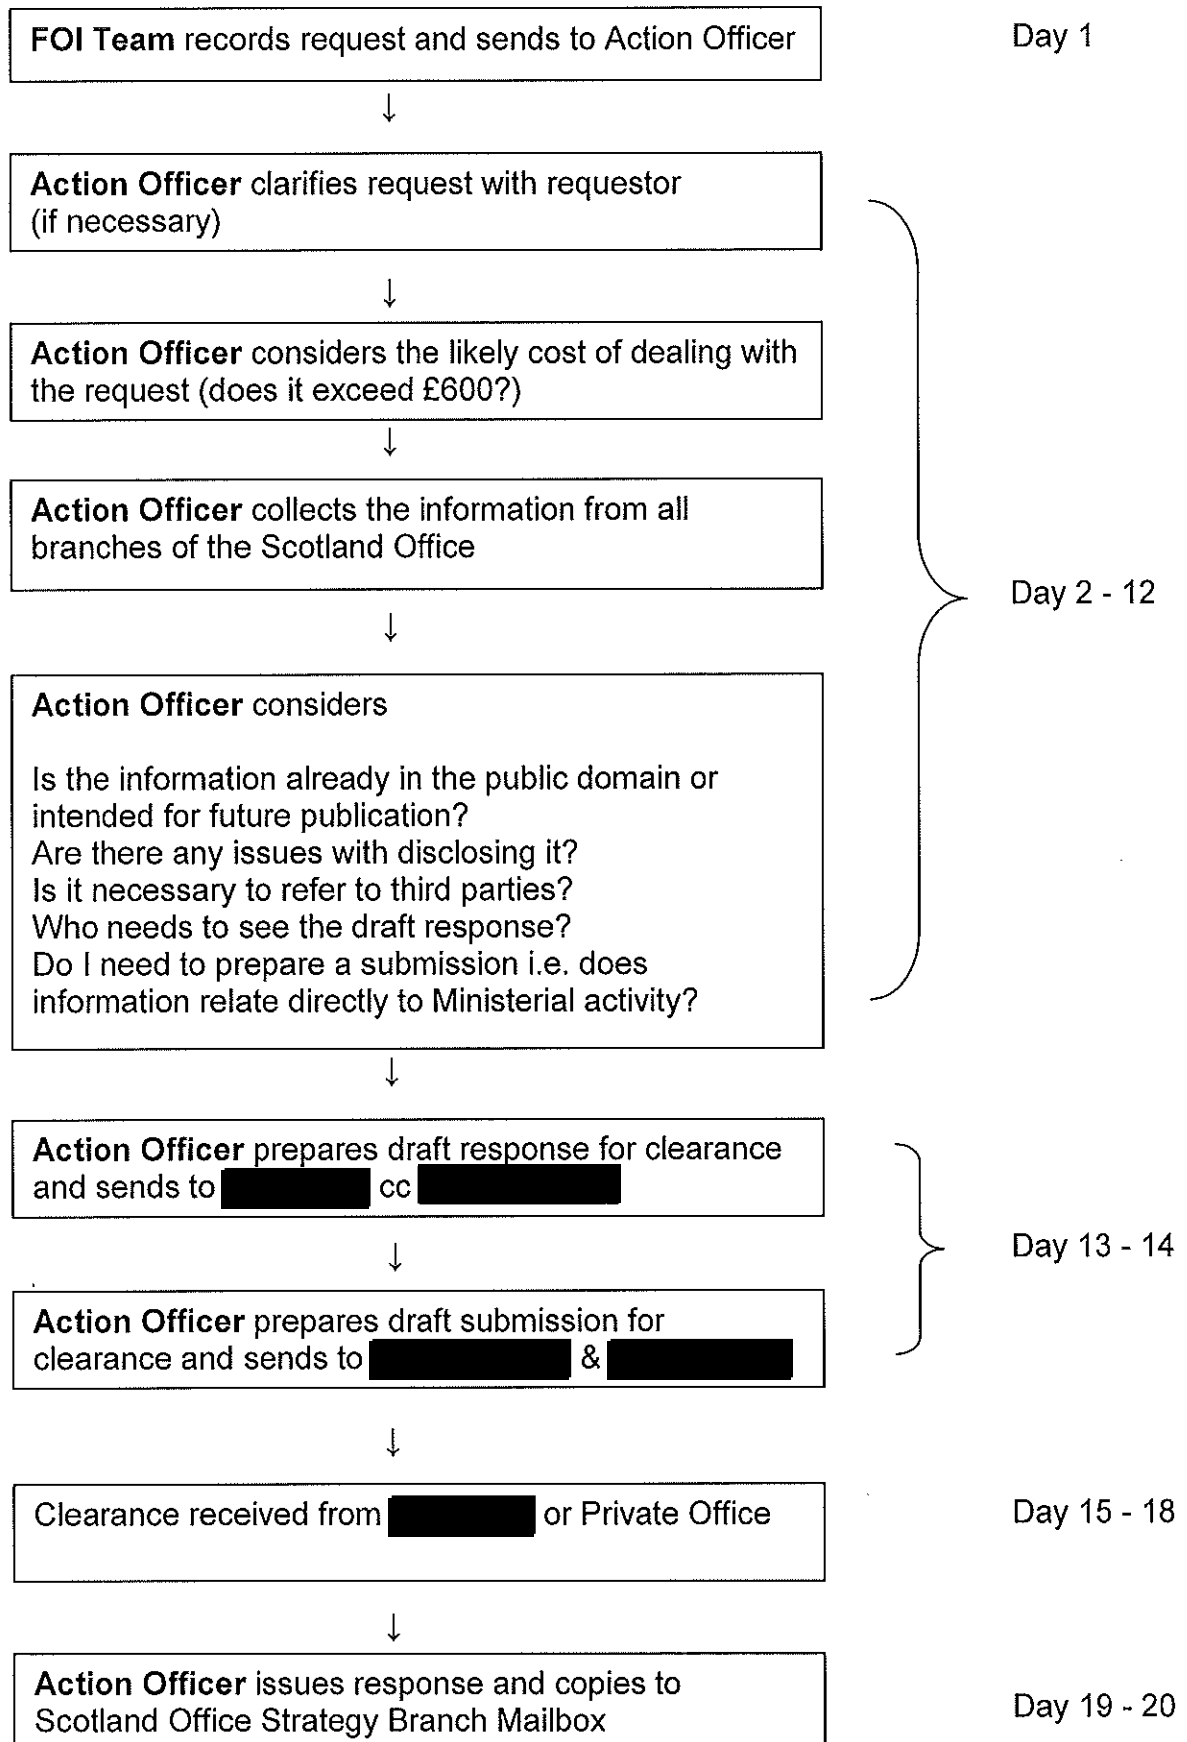 FOI Team records request and sends to Action Officer
Day 1
↓
Action Officer clarifies request with requestor
(if necessary)
↓
Action Officer considers the likely cost of dealing with
the request (does it exceed £600?)
↓
Action Officer collects the information from all
branches of the Scotland Office
Day 2 - 12
↓
Action Officer considers
Is the information already in the public domain or
intended for future publication?
Are there any issues with disclosing it?
Is it necessary to refer to third parties?
Who needs to see the draft response?
Do I need to prepare a submission i.e. does
information relate directly to Ministerial activity?
↓
Action Officer prepares draft response for clearance
and sends to cc
Day 13 - 14
↓
Action Officer prepares draft submission for
clearance and sends to &
↓
Clearance received from or Private Office
Day 15 - 18
↓
Action Officer issues response and copies to
Scotland Office Strategy Branch Mailbox
Day 19 - 20